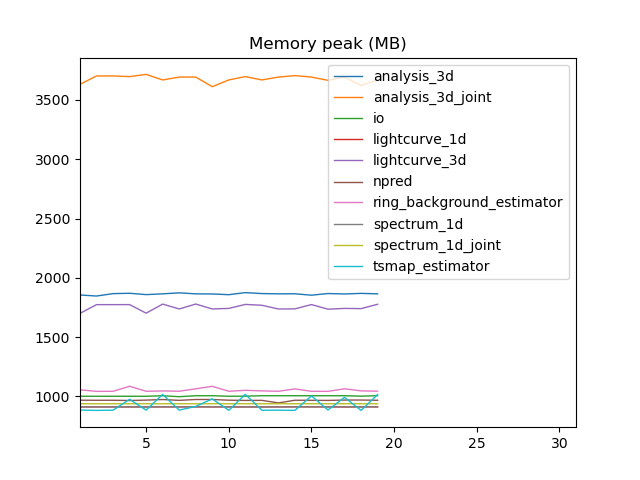 Memory peak (MB)
analysis_3d
analysis_3d_joint
io
lightcurve_1d
lightcurve_3d
npred
ring_background_estimator
spectrum_1d
spectrum_1d_joint
tsmap_estimator
3500
3000
2500
2000
1500
1000
5 10 15 20 25 30